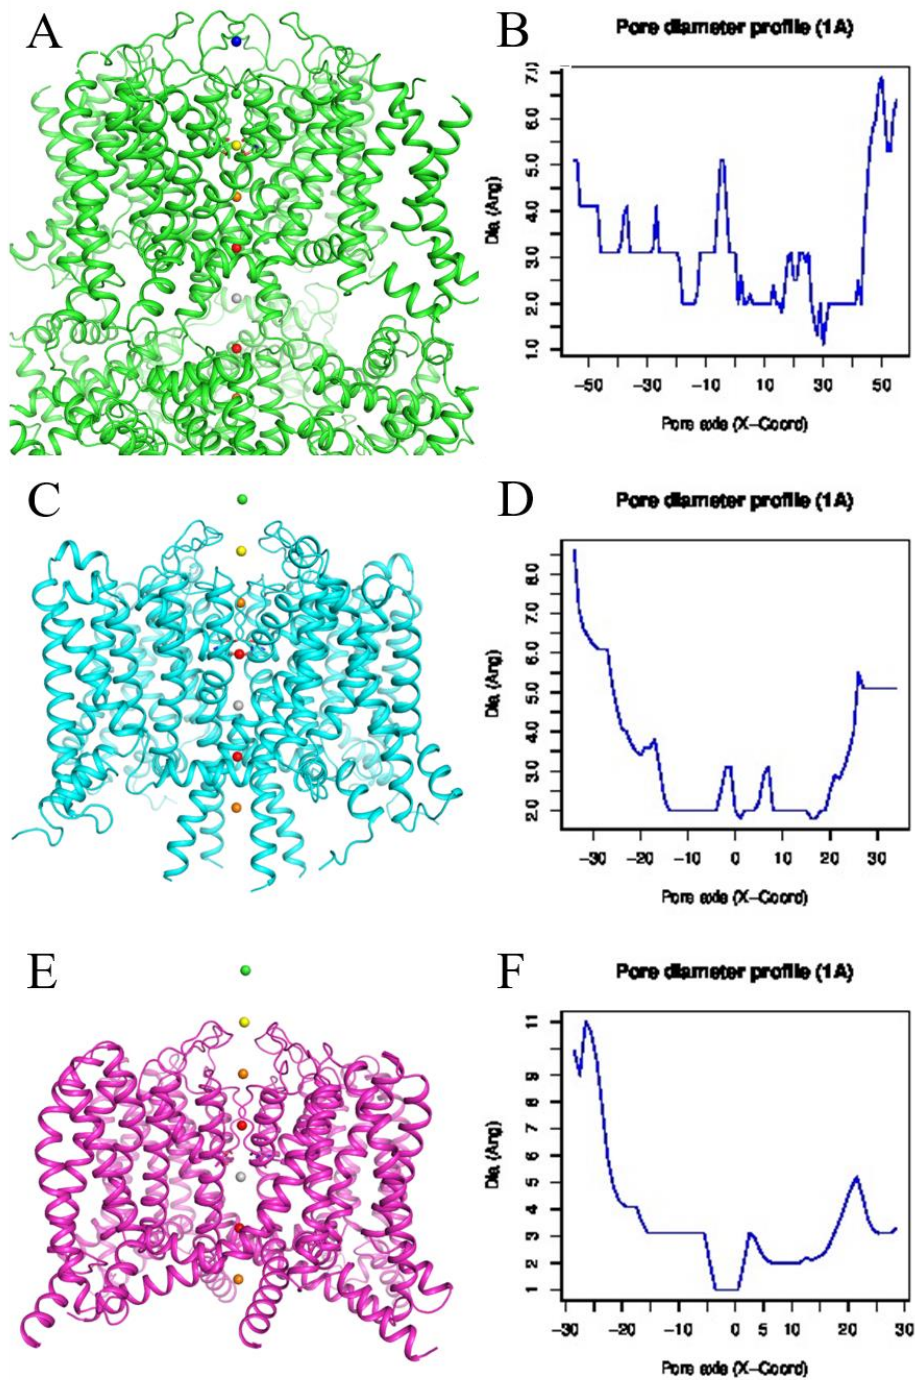 A
B
Pore diameter profile (1A)
Dia. (Ang)
7.0
6.0
5.0
4.0
3.0
2.0
1.0
−50 −30 −10 10 30 50
Pore axis (X−Coord)
C
D
Pore diameter profile (1A)
Dia. (Ang)
8.0
7.0
6.0
5.0
4.0
3.0
2.0
−30 −20 −10 0 10 20 30
Pore axis (X−Coord)
E
F
Pore diameter profile (1A)
Dia. (Ang)
11
9
8
7
6
5
4
3
2
1
−30 −20 −10 0 5 10 20 30
Pore axis (X−Coord)